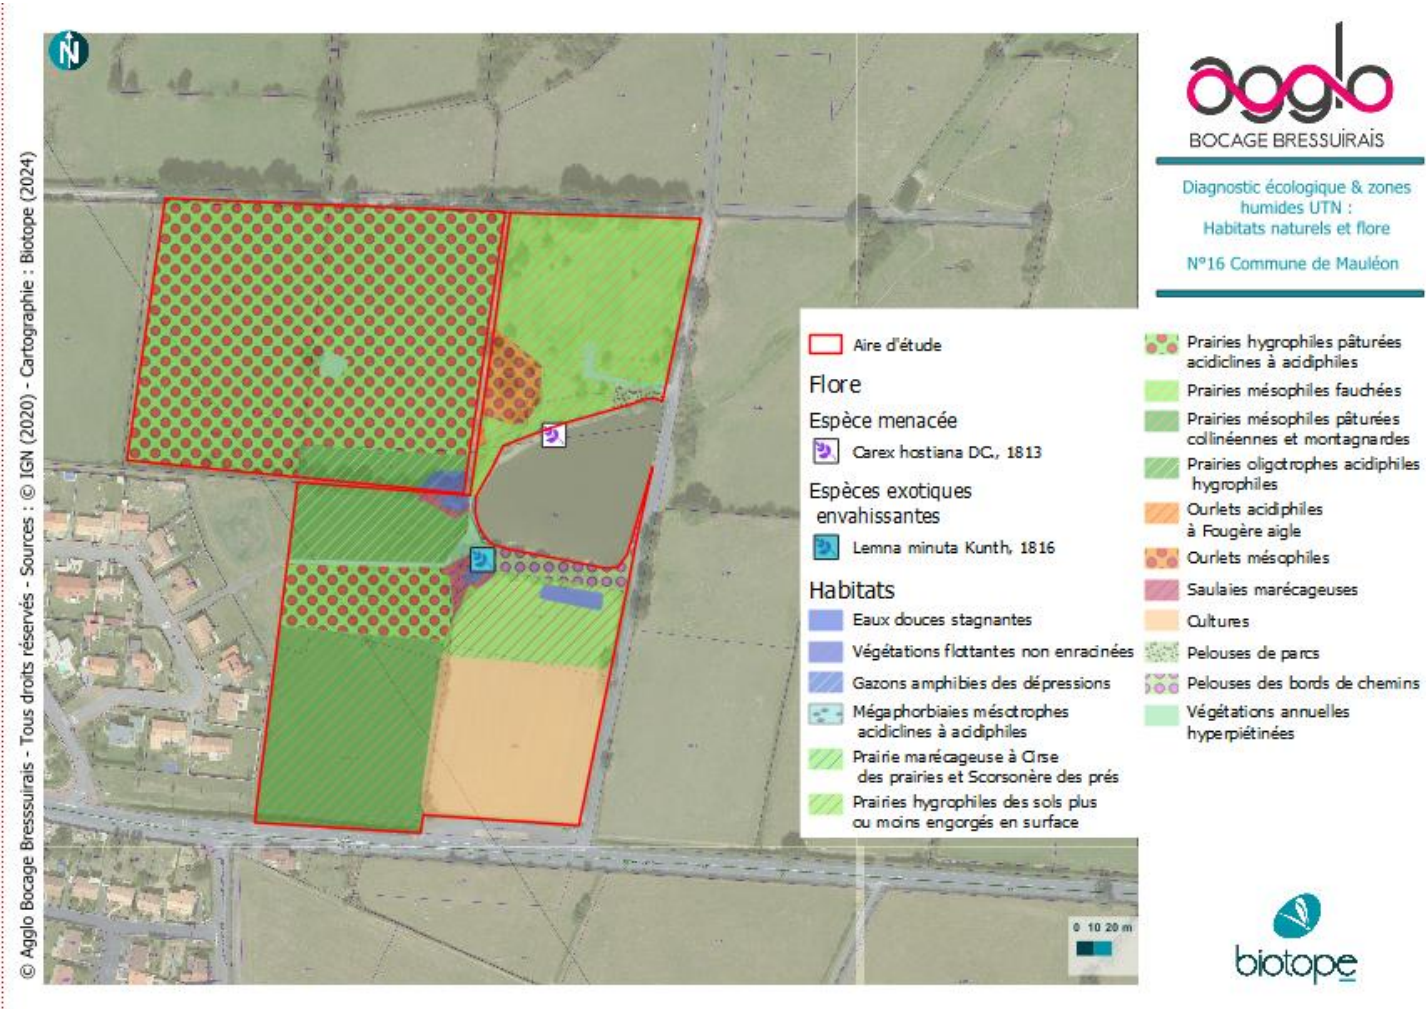 N
© Agglo Bocage Bresssuirais - Tous droits réservés - Sources : © IGN (2020) - Cartographie : Biotope (2024)
agglo
BOCAGE BRESSUIRAIS
Diagnostic écologique & zones
humides UTN :
Habitats naturels et flore
N°16 Commune de Mauléon
Aire d'étude
Flore
Espèce menacée
Carex hostiana DC., 1813
Espèces exotiques
envahissantes
Lemna minuta Kunth, 1816
Habitats
Eaux douces stagnantes
Végétations flottantes non enracinées
Gazons amphibies des dépressions
Mégaphorbiaies mésotrophes
acidiclines à acidiphiles
Prairie marécageuse à Cirse
des prairies et Scorsonère des prés
Prairies hygrophiles des sols plus
ou moins engorgés en surface
Prairies hygrophiles pâturées
acidiclines à acidiphiles
Prairies mésophiles fauchées
Prairies mésophiles pâturées
collinéennes et montagnardes
Prairies oligotrophes acidiphiles
hygrophiles
Ourlets acidiphiles
à Fougère aigle
Ourlets mésophiles
Saulaies marécageuses
Cultures
Pelouses de parcs
Pelouses des bords de chemins
Végétations annuelles
hyperpiétinées
0 10 20 m
biotope